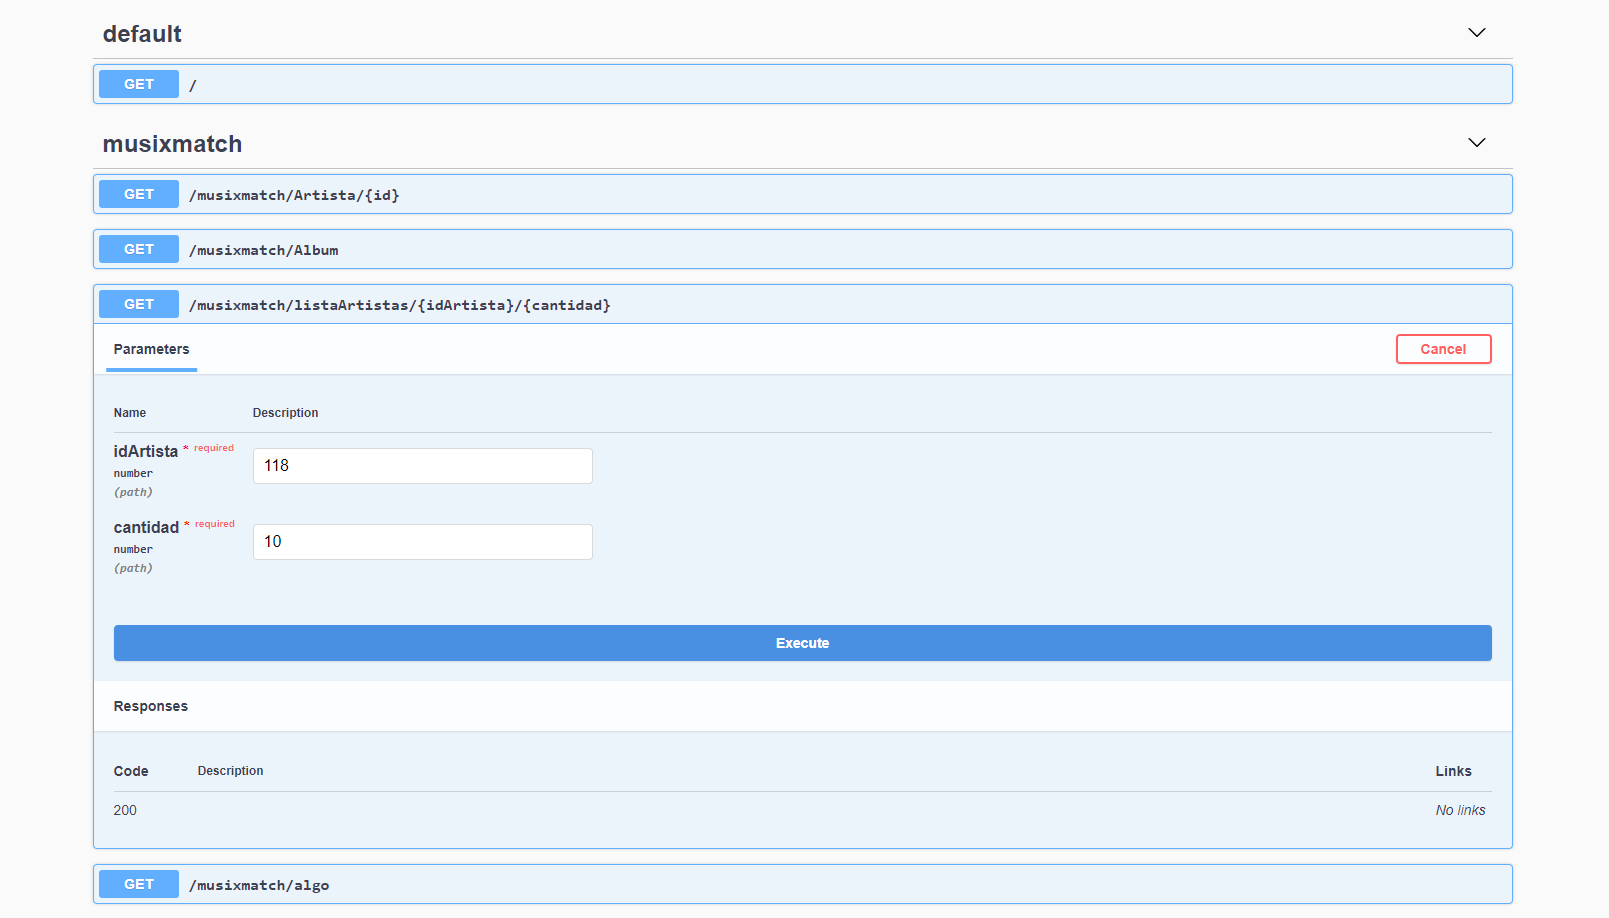 default
GET /
musixmatch
GET /musixmatch/Artista/{id}
GET /musixmatch/Album
GET /musixmatch/listaArtistas/{idArtista}/{cantidad}
Parameters Cancel
Name Description
idArtista * required
number
(path)
118
cantidad * required
number
(path)
10
Execute
Responses
Code Description Links
200 No links
GET /musixmatch/algo